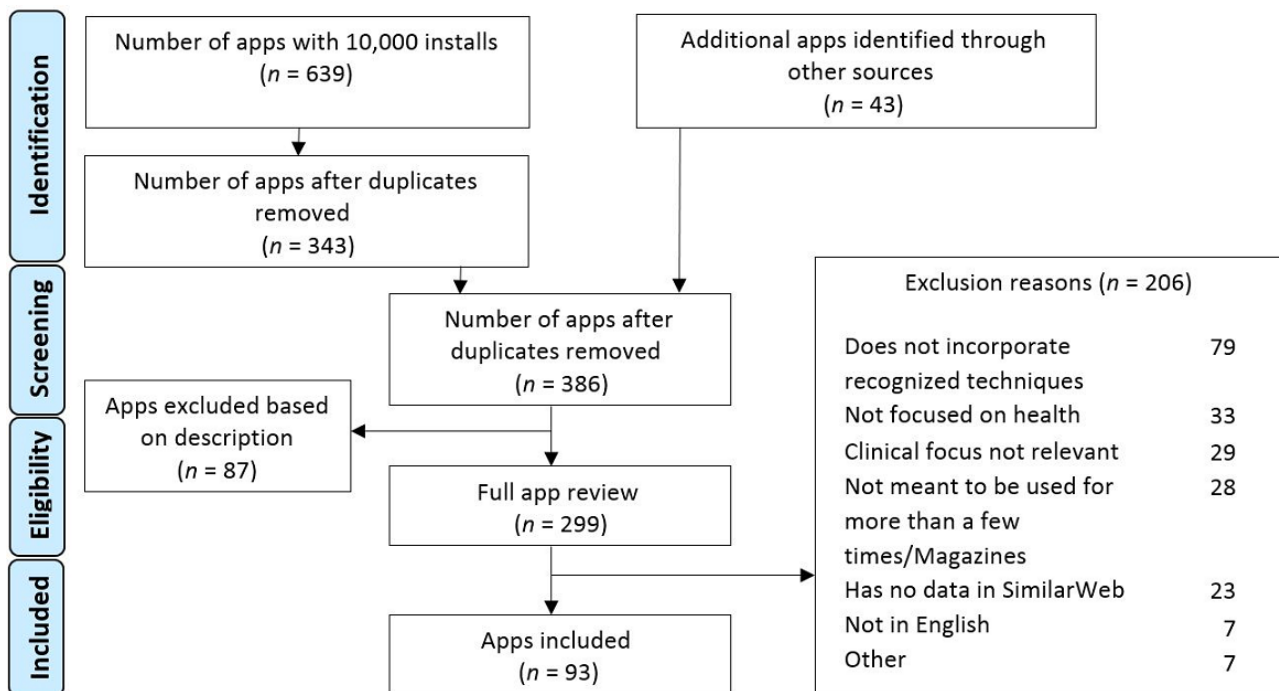 Identification
Number of apps with 10,000 installs
(n = 639)
Additional apps identified through
other sources
(n = 43)
Number of apps after duplicates
removed
(n = 343)
Screening
Number of apps after
duplicates removed
(n = 386)
Apps excluded based
on description
(n = 87)
Eligibility
Full app review
(n = 299)
Exclusion reasons (n = 206)
Does not incorporate 79
recognized techniques
Not focused on health 33
Clinical focus not relevant 29
Not meant to be used for 28
more than a few
times/Magazines
Has no data in SimilarWeb 23
Not in English 7
Other 7
Included
Apps included
(n = 93)